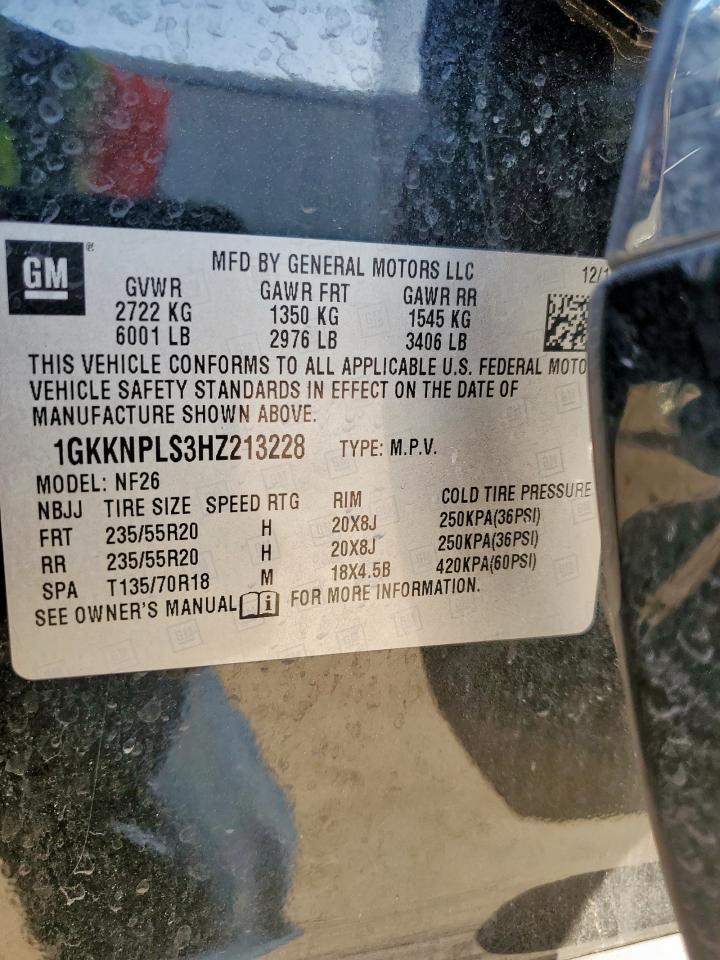 GM®
MFD BY GENERAL MOTORS LLC
12/1
GVWR GAWR FRT GAWR RR
2722 KG 1350 KG 1545 KG
6001 LB 2976 LB 3406 LB
THIS VEHICLE CONFORMS TO ALL APPLICABLE U.S. FEDERAL MOTO
VEHICLE SAFETY STANDARDS IN EFFECT ON THE DATE OF
MANUFACTURE SHOWN ABOVE.
1GKKNPLS3HZ213228 TYPE: M.P.V.
MODEL: NF26
NBJJ TIRE SIZE SPEED RTG RIM COLD TIRE PRESSURE
FRT 235/55R20 H 20X8J 250KPA(36PSI)
RR 235/55R20 H 20X8J 250KPA(36PSI)
SPA T135/70R18 M 18X4.5B 420KPA(60PSI)
SEE OWNER'S MANUAL i FOR MORE INFORMATION.